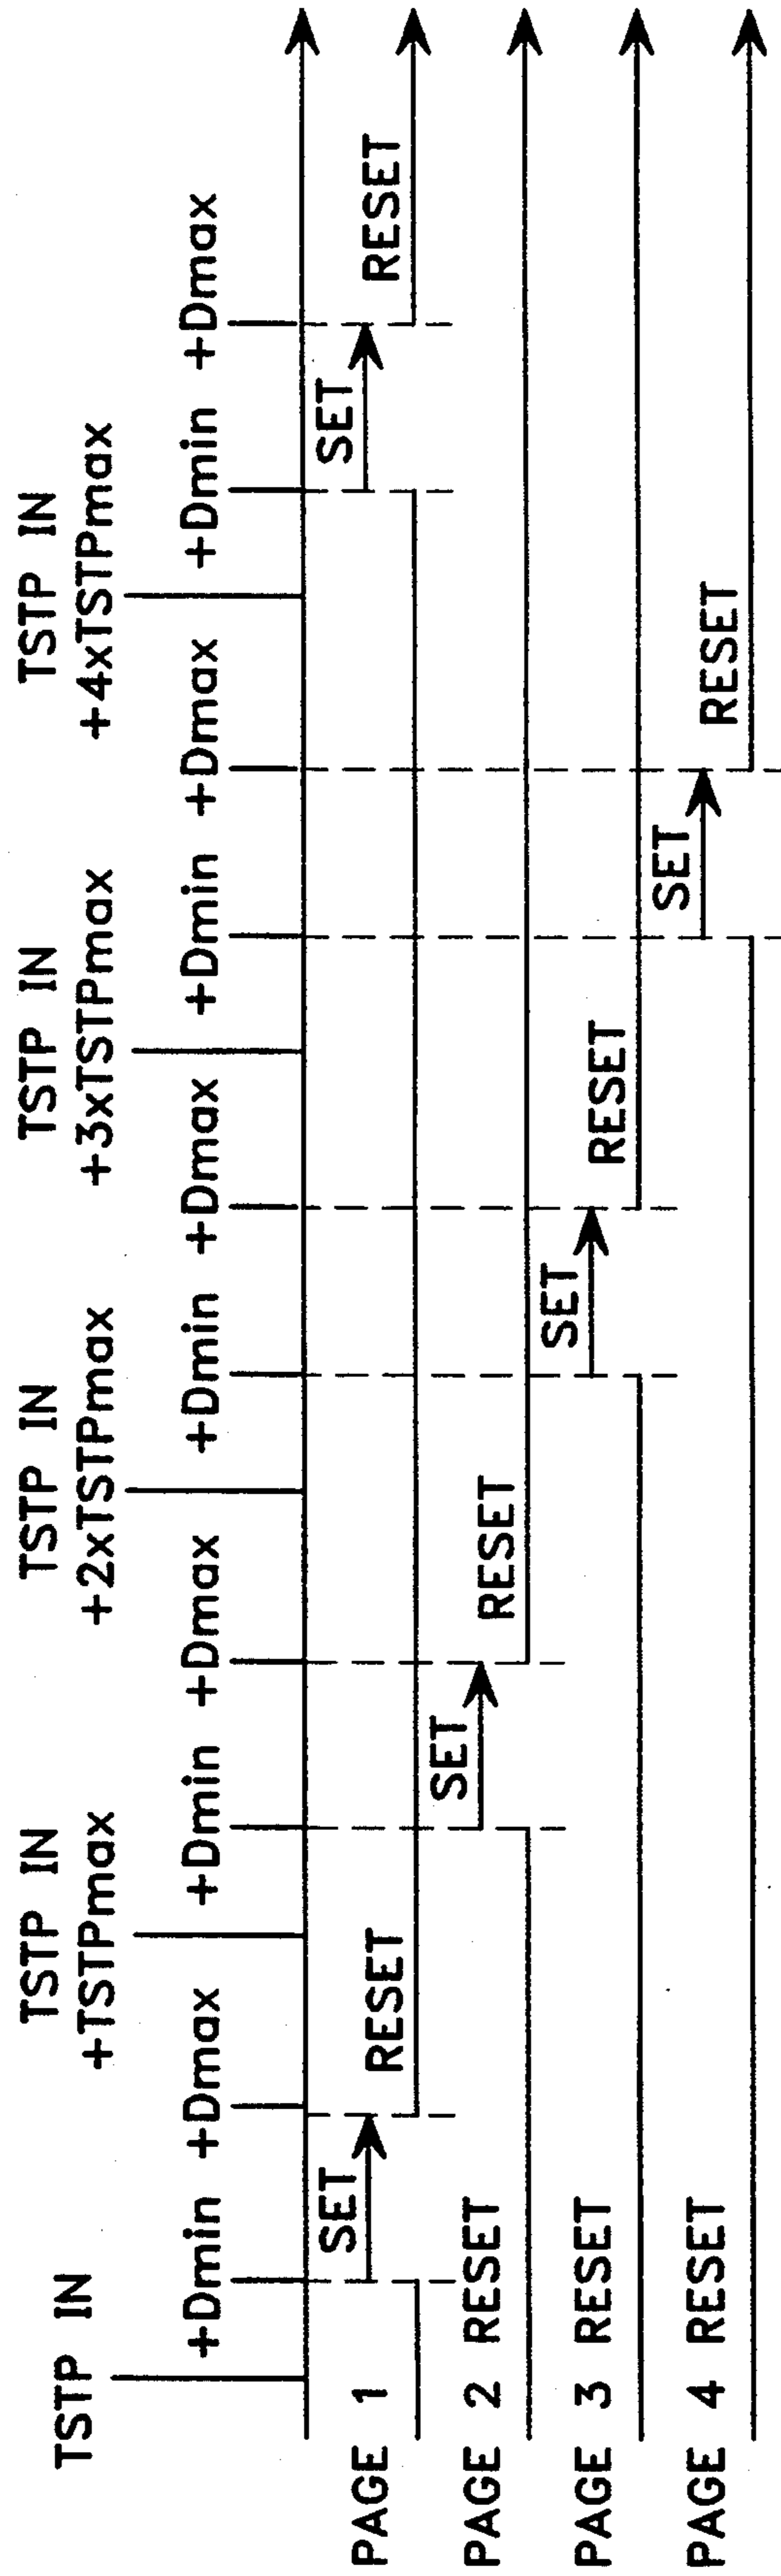 TSTP IN
TSTP IN
+TSTPmax
TSTP IN
+2xTSTPmax
TSTP IN
+3xTSTPmax
TSTP IN
+4xTSTPmax
+Dmin +Dmax +Dmin +Dmax +Dmin +Dmax +Dmin +Dmax +Dmin +Dmax
PAGE 1 SET RESET SET RESET
PAGE 2 RESET SET RESET
PAGE 3 RESET SET RESET
PAGE 4 RESET SET RESET